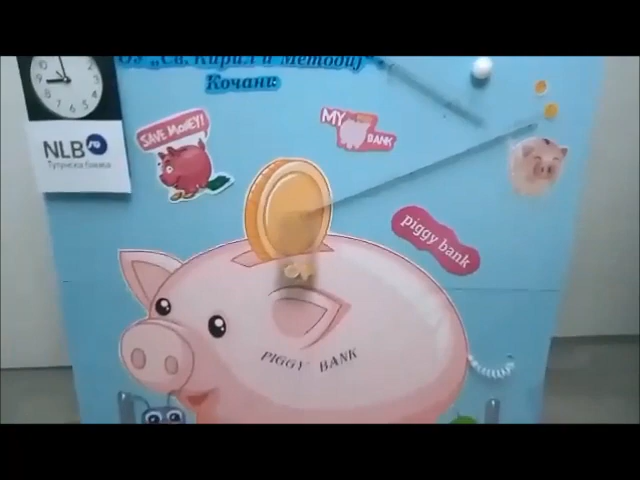 ОУ „Св. Кирил и Методиј“
Кочани
NLB
Тутунска банка
SAVE MONEY!
MY
BANK
piggy bank
PIGGY BANK